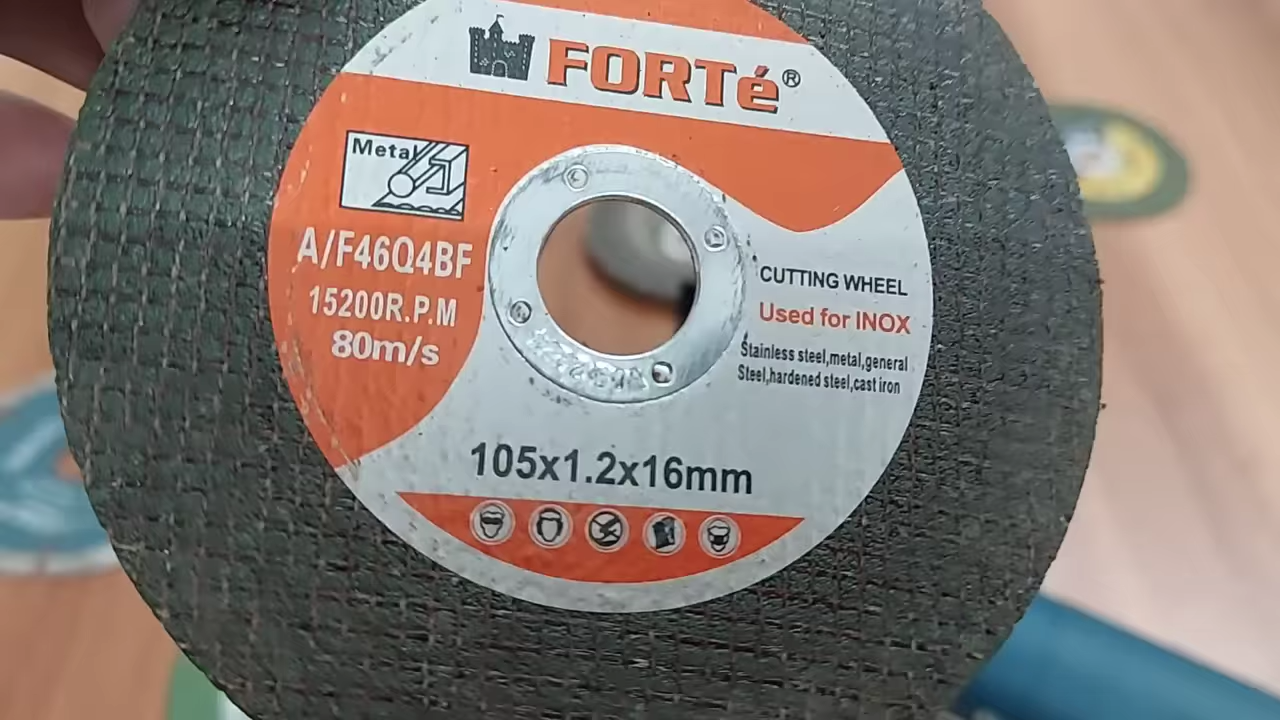 FORTé®
Metal
A/F46Q4BF
15200R.P.M
80m/s
CUTTING WHEEL
Used for INOX
Stainless steel,metal,general
Steel,hardened steel,cast iron
105x1.2x16mm